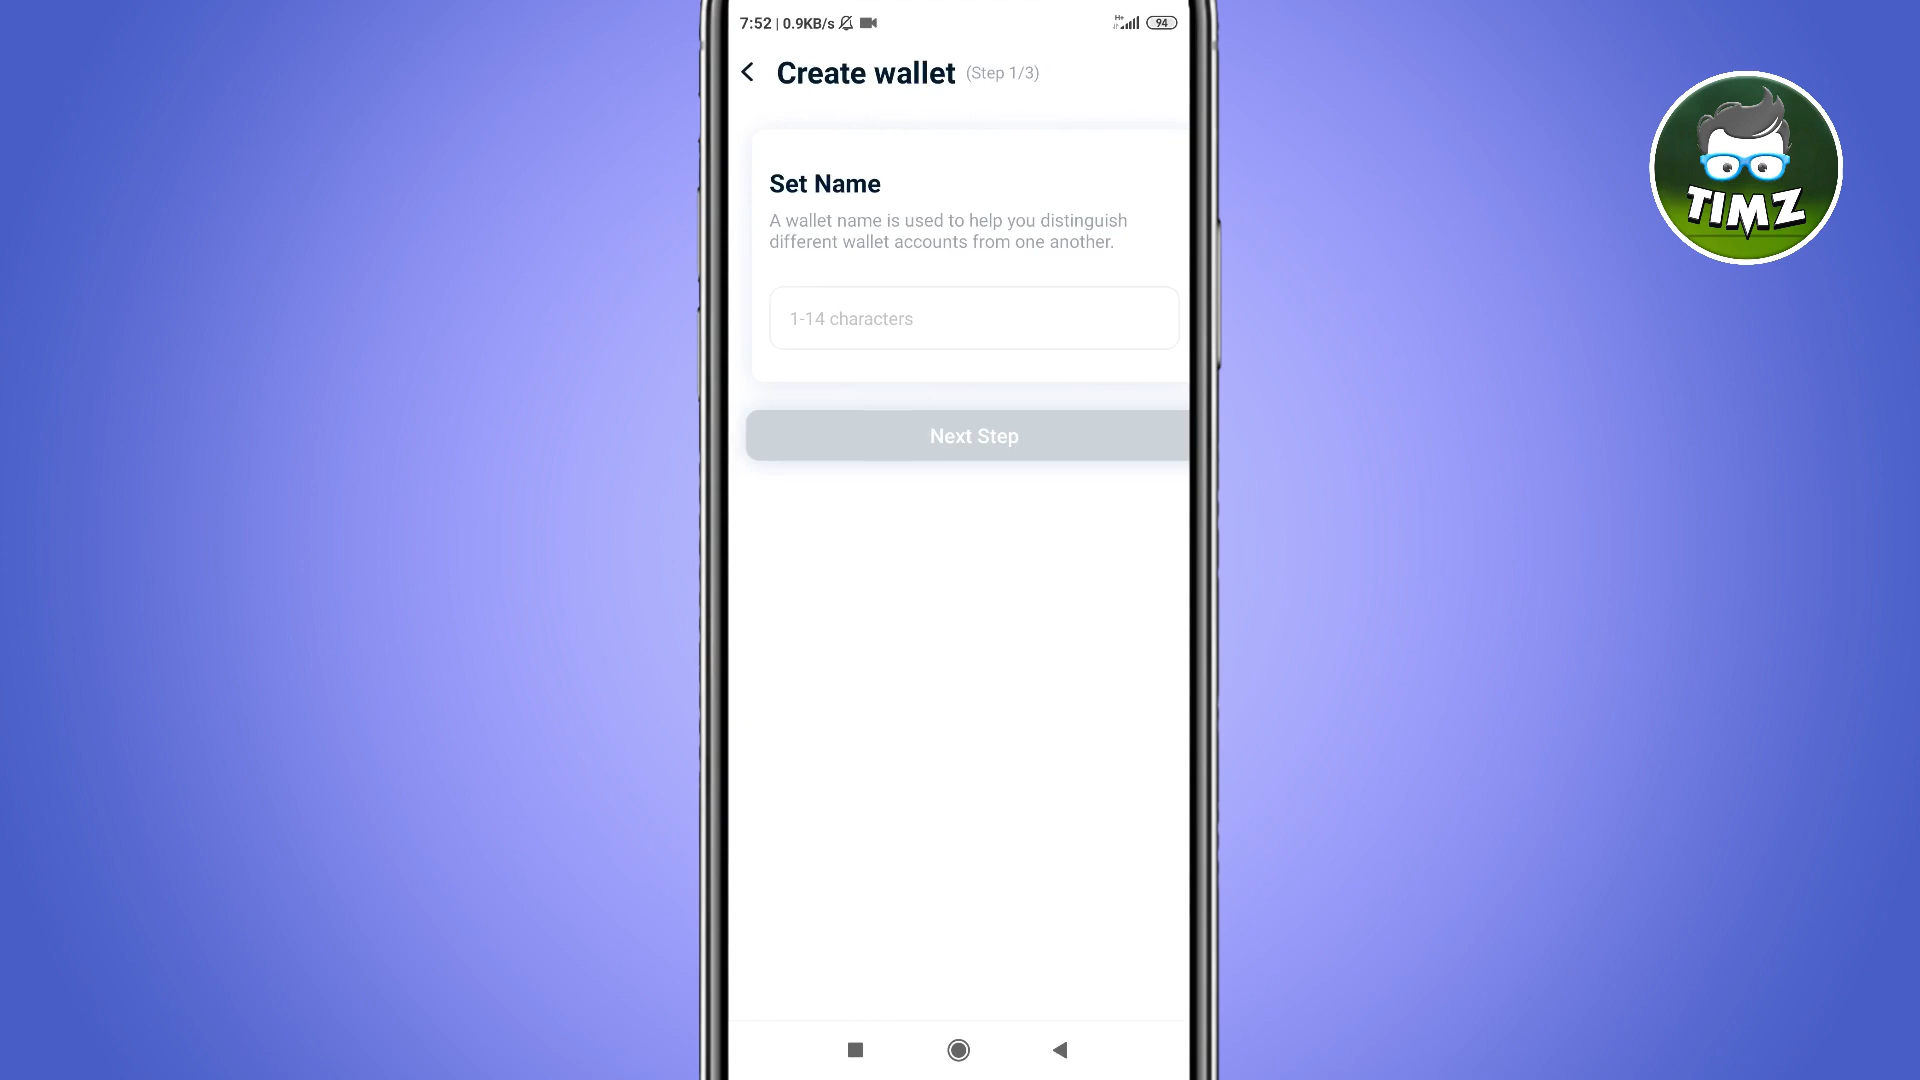 7:52 | 0.9KB/s
H+
94
Create wallet (Step 1/3)
Set Name
A wallet name is used to help you distinguish
different wallet accounts from one another.
1-14 characters
Next Step
TIMZ